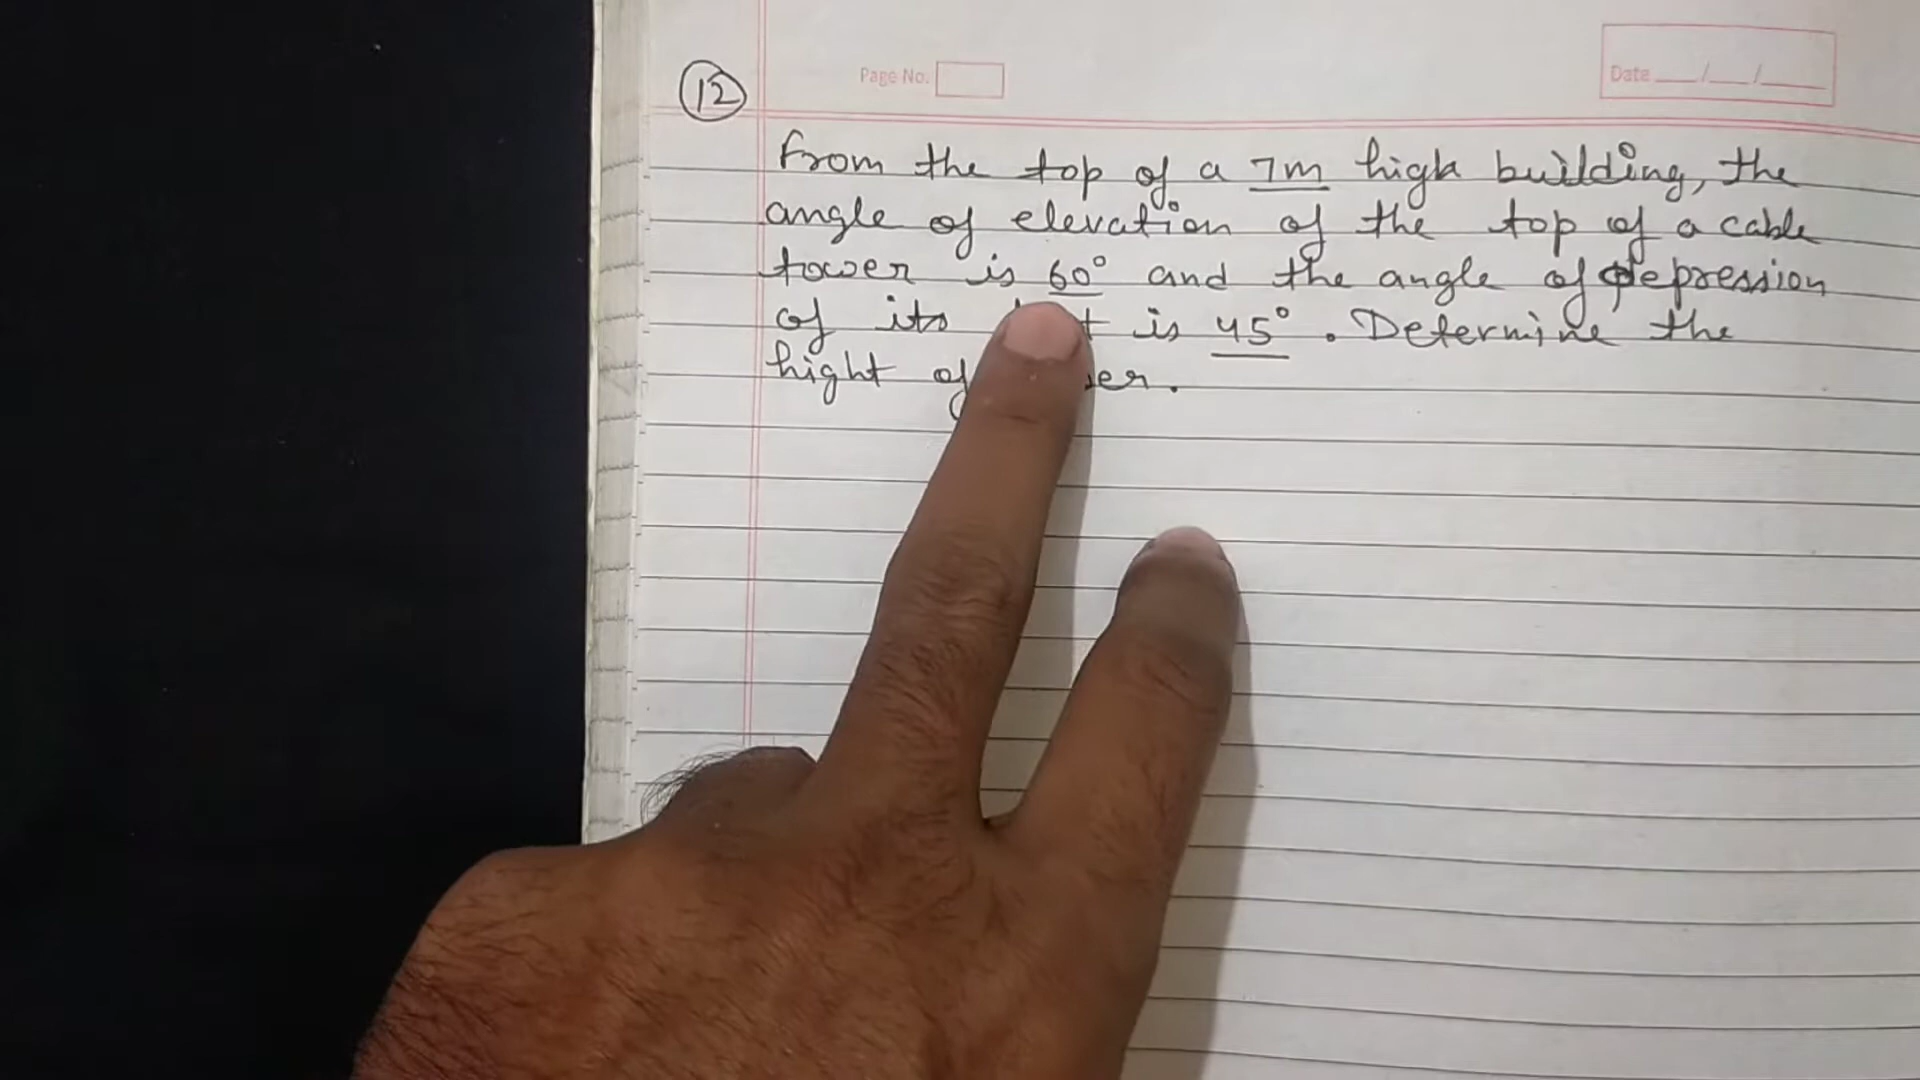 12
Page No.
Date / /
From the top of a 7m high building, the
angle of elevation of the top of a cable
tower is 60° and the angle of depression
of its is 45°. Determine the
hight of